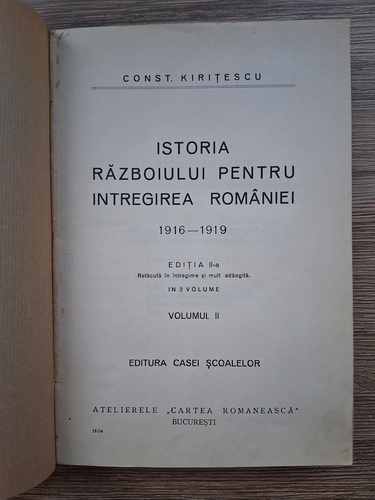 CONST. KIRIȚESCU
ISTORIA
RĂZBOIULUI PENTRU
INTREGIREA ROMÂNIEI
1916—1919
EDIȚIA II-a
Refăcută în întregime și mult adăogită.
IN 3 VOLUME
VOLUMUL II
EDITURA CASEI ȘCOALELOR
ATELIERELE „CARTEA ROMANEASCĂ"
BUCUREȘTI